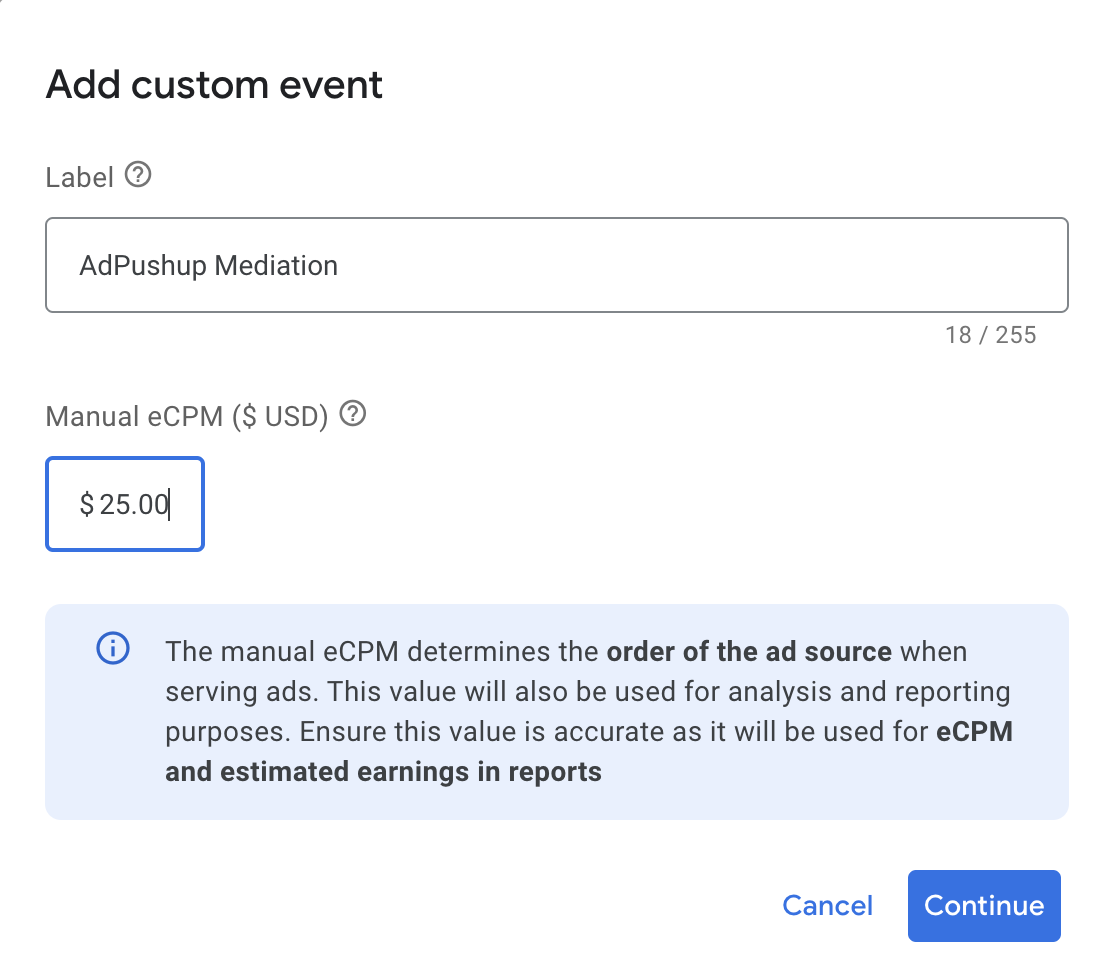 Add custom event
Label
AdPushup Mediation
18 / 255
Manual eCPM ($ USD)
$ 25.00
The manual eCPM determines the order of the ad source when
serving ads. This value will also be used for analysis and reporting
purposes. Ensure this value is accurate as it will be used for eCPM
and estimated earnings in reports
Cancel
Continue